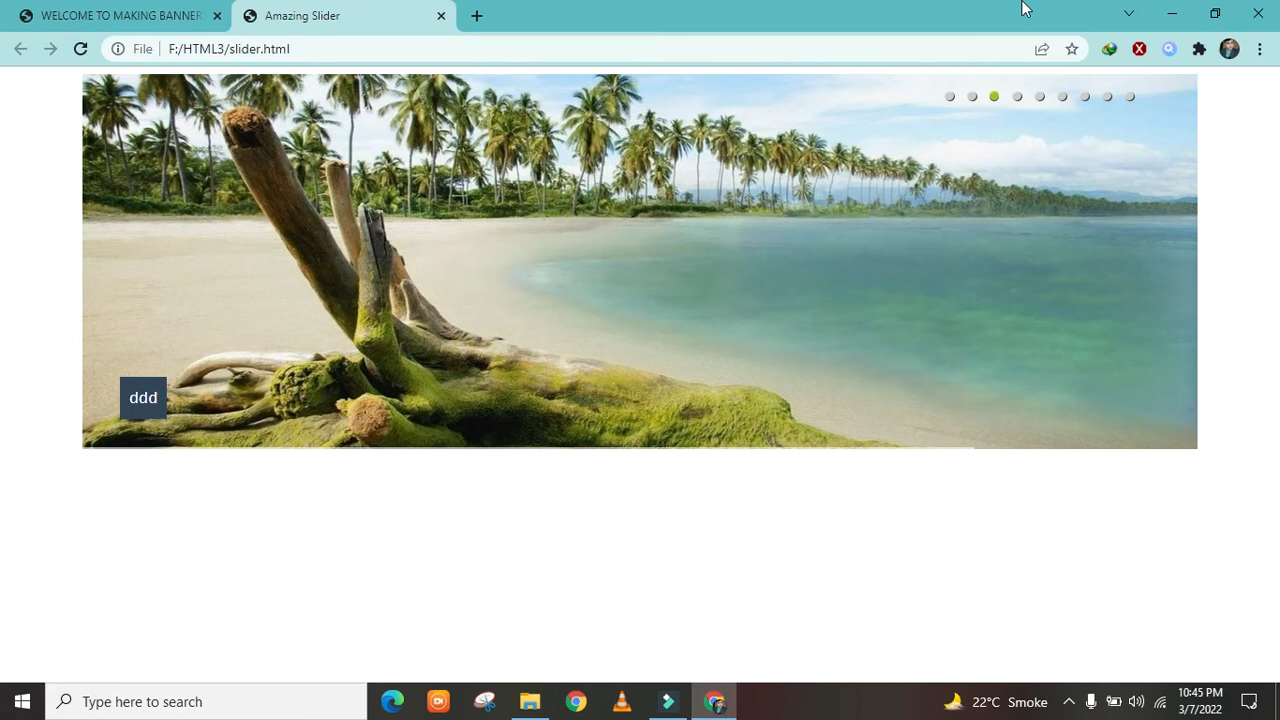 WELCOME TO MAKING BANNER
Amazing Slider
File
F:/HTML3/slider.html
ddd
Type here to search
22°C Smoke
10:45 PM
3/7/2022